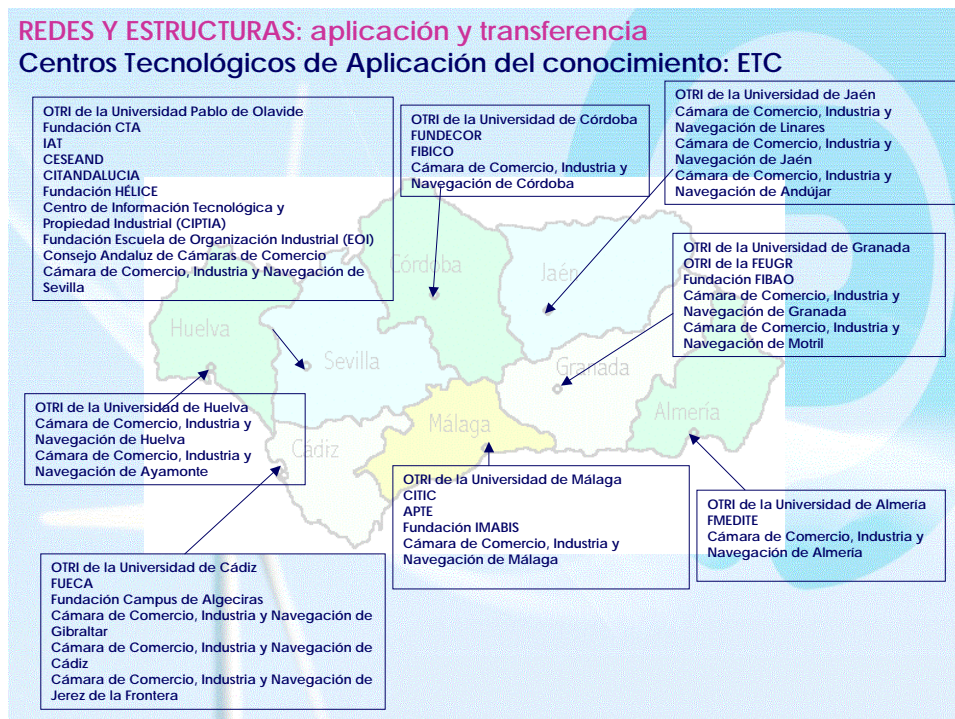 REDES Y ESTRUCTURAS: aplicación y transferencia
Centros Tecnológicos de Aplicación del conocimiento: ETC
OTRI de la Universidad Pablo de Olavide
Fundación CTA
IAT
CESEAND
CITANDALUCIA
Fundación HÉLICE
Centro de Información Tecnológica y
Propiedad Industrial (CIPTIA)
Fundación Escuela de Organización Industrial (EOI)
Consejo Andaluz de Cámaras de Comercio
Cámara de Comercio, Industria y Navegación de
Sevilla
OTRI de la Universidad de Córdoba
FUNDECOR
FIBICO
Cámara de Comercio, Industria y
Navegación de Córdoba
OTRI de la Universidad de Jaén
Cámara de Comercio, Industria y
Navegación de Linares
Cámara de Comercio, Industria y
Navegación de Jaén
Cámara de Comercio, Industria y
Navegación de Andújar
OTRI de la Universidad de Granada
OTRI de la FEUGR
Fundación FIBAO
Cámara de Comercio, Industria y
Navegación de Granada
Cámara de Comercio, Industria y
Navegación de Motril
Córdoba
Jaén
Huelva
Sevilla
Granada
Málaga
Almería
Cádiz
OTRI de la Universidad de Huelva
Cámara de Comercio, Industria y
Navegación de Huelva
Cámara de Comercio, Industria y
Navegación de Ayamonte
OTRI de la Universidad de Málaga
CITIC
APTE
Fundación IMABIS
Cámara de Comercio, Industria y
Navegación de Málaga
OTRI de la Universidad de Almería
FMEDITE
Cámara de Comercio, Industria y
Navegación de Almería
OTRI de la Universidad de Cádiz
FUECA
Fundación Campus de Algeciras
Cámara de Comercio, Industria y Navegación de
Gibraltar
Cámara de Comercio, Industria y Navegación de
Cádiz
Cámara de Comercio, Industria y Navegación de
Jerez de la Frontera